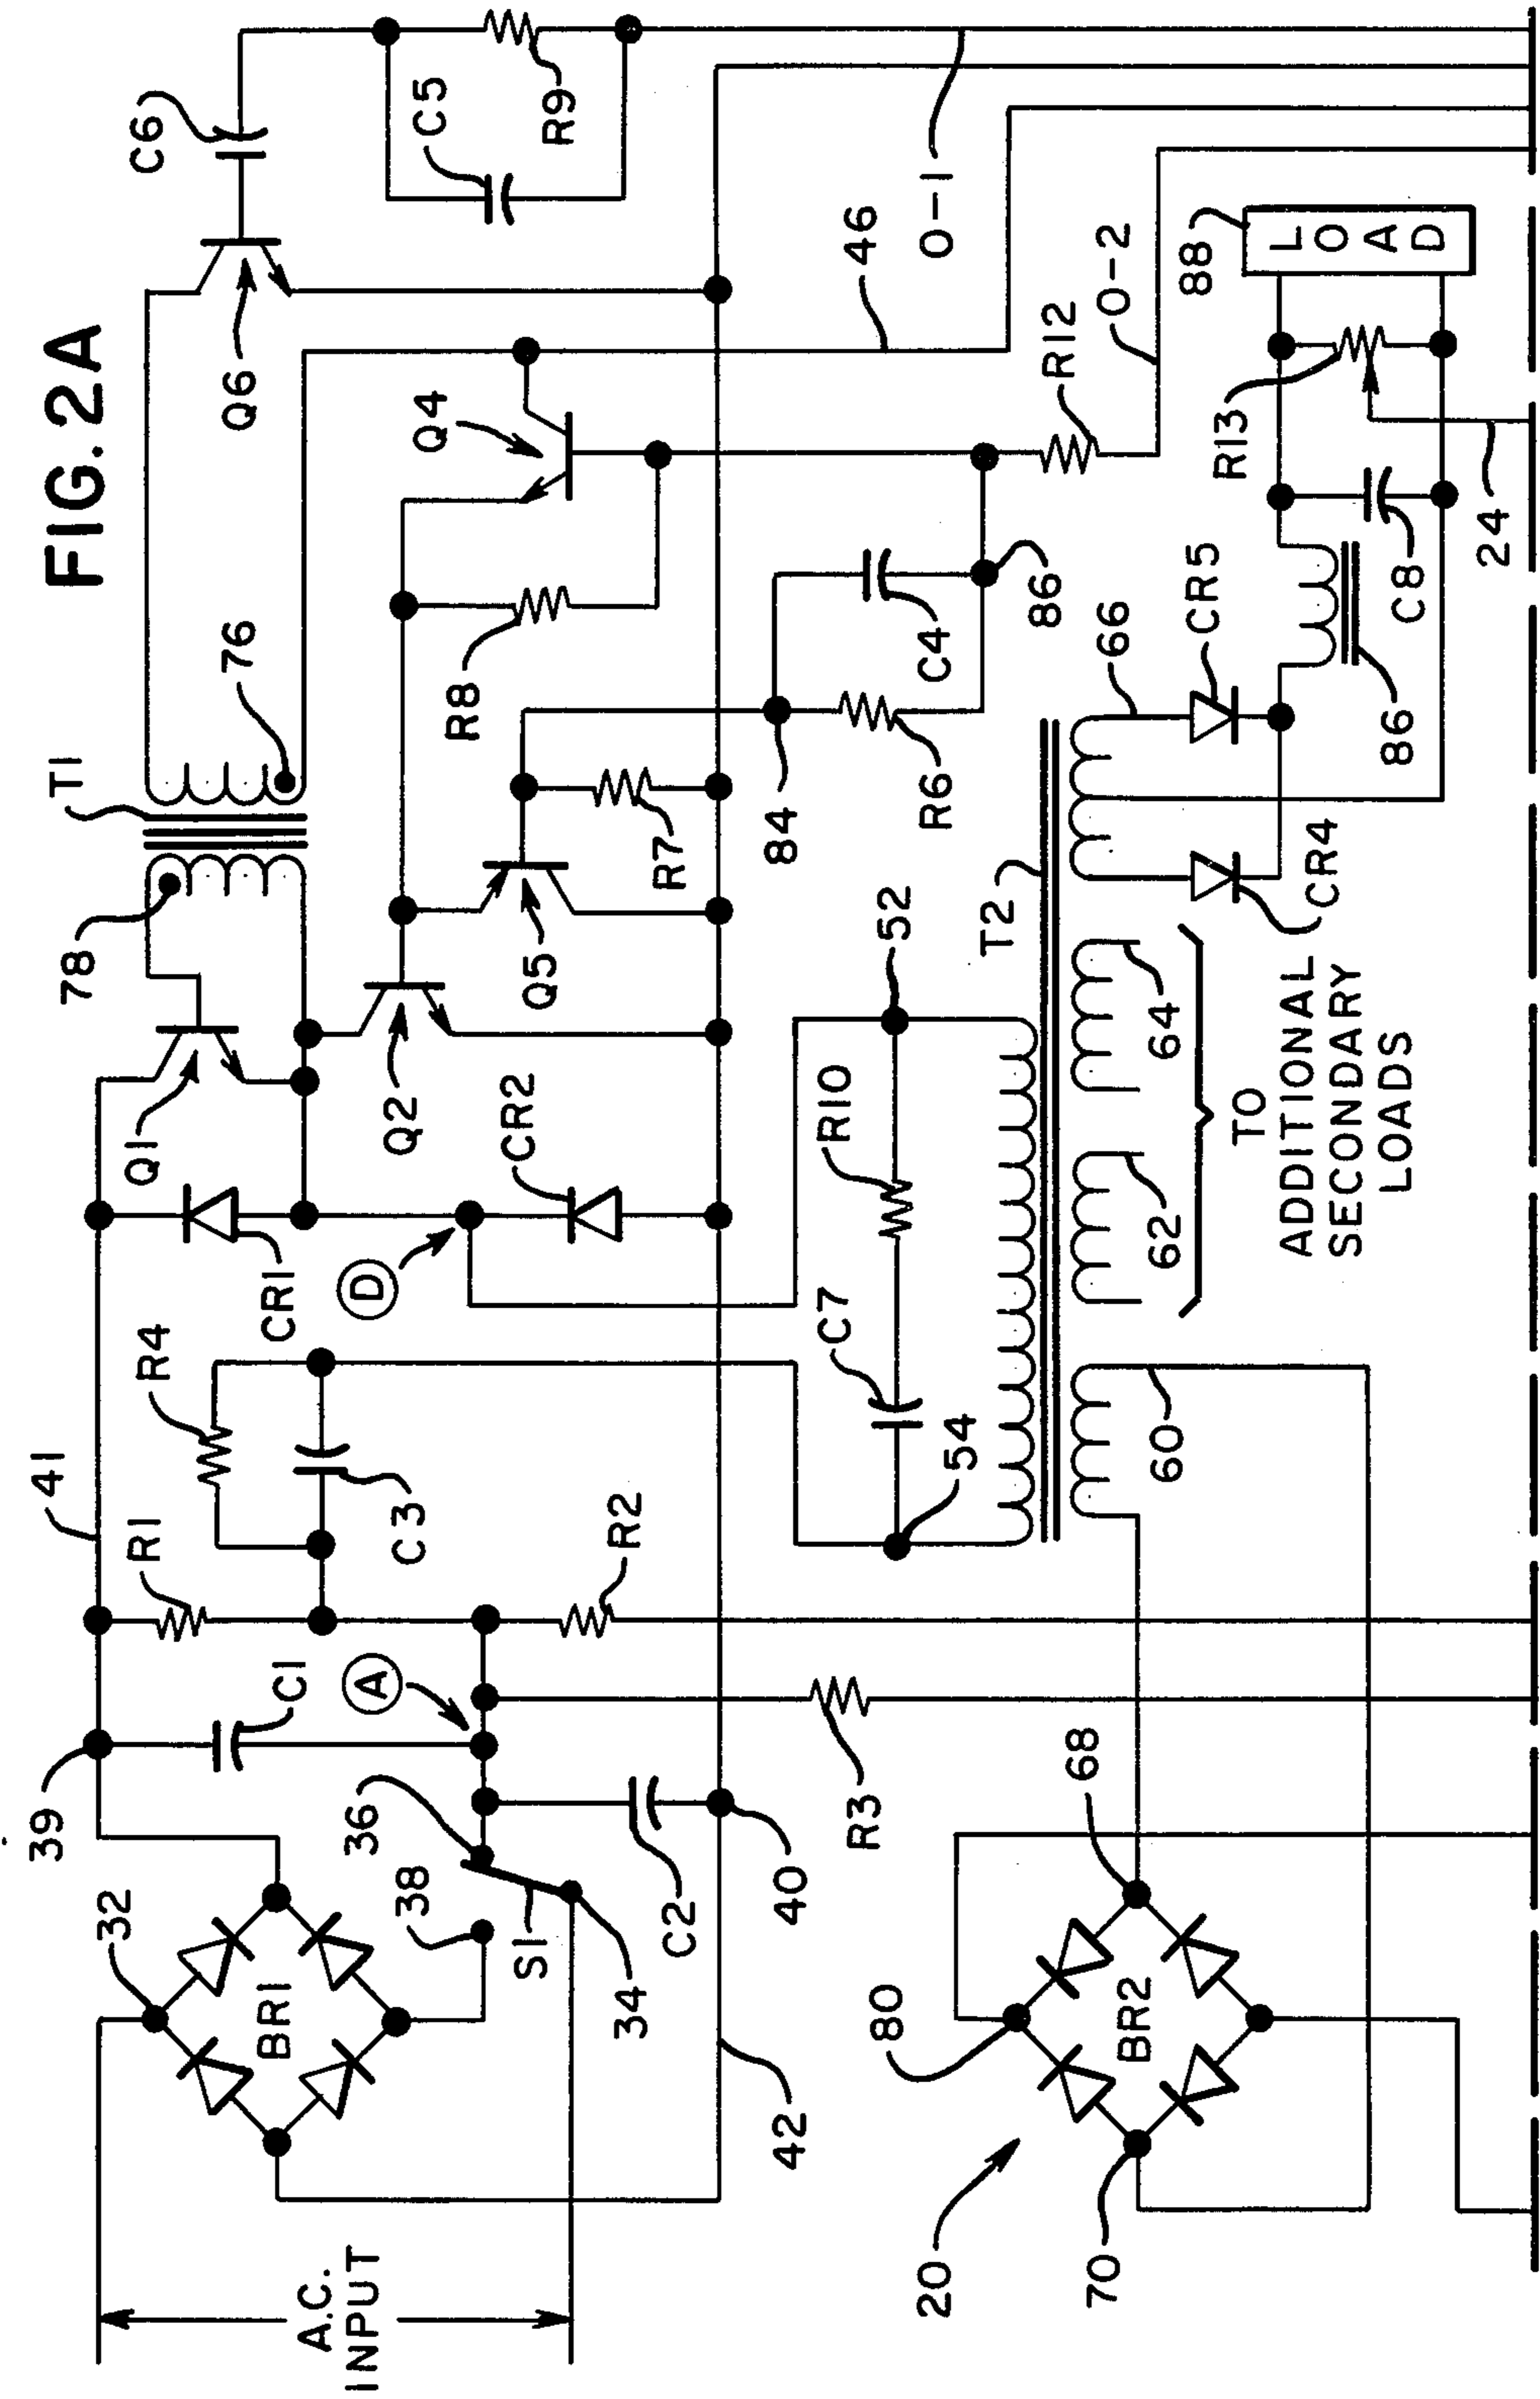 FIG. 2A
T1
76
78
Q6
C6
C5
R9
O-1
46
Q4
R8
Q1
Q2
Q5
R7
84
R6
C4
86
R12
O-2
88
LOAD
R13
24
C8
86
CR5
66
CR4
T2
52
R10
C7
54
CR2
CR1
D
R4
C3
41
R1
R2
A
C1
39
36
38
S1
34
C2
40
R3
32
BR1
42
A.C.
INPUT
20
80
BR2
68
70
60
62
64
TO
ADDITIONAL
SECONDARY
LOADS